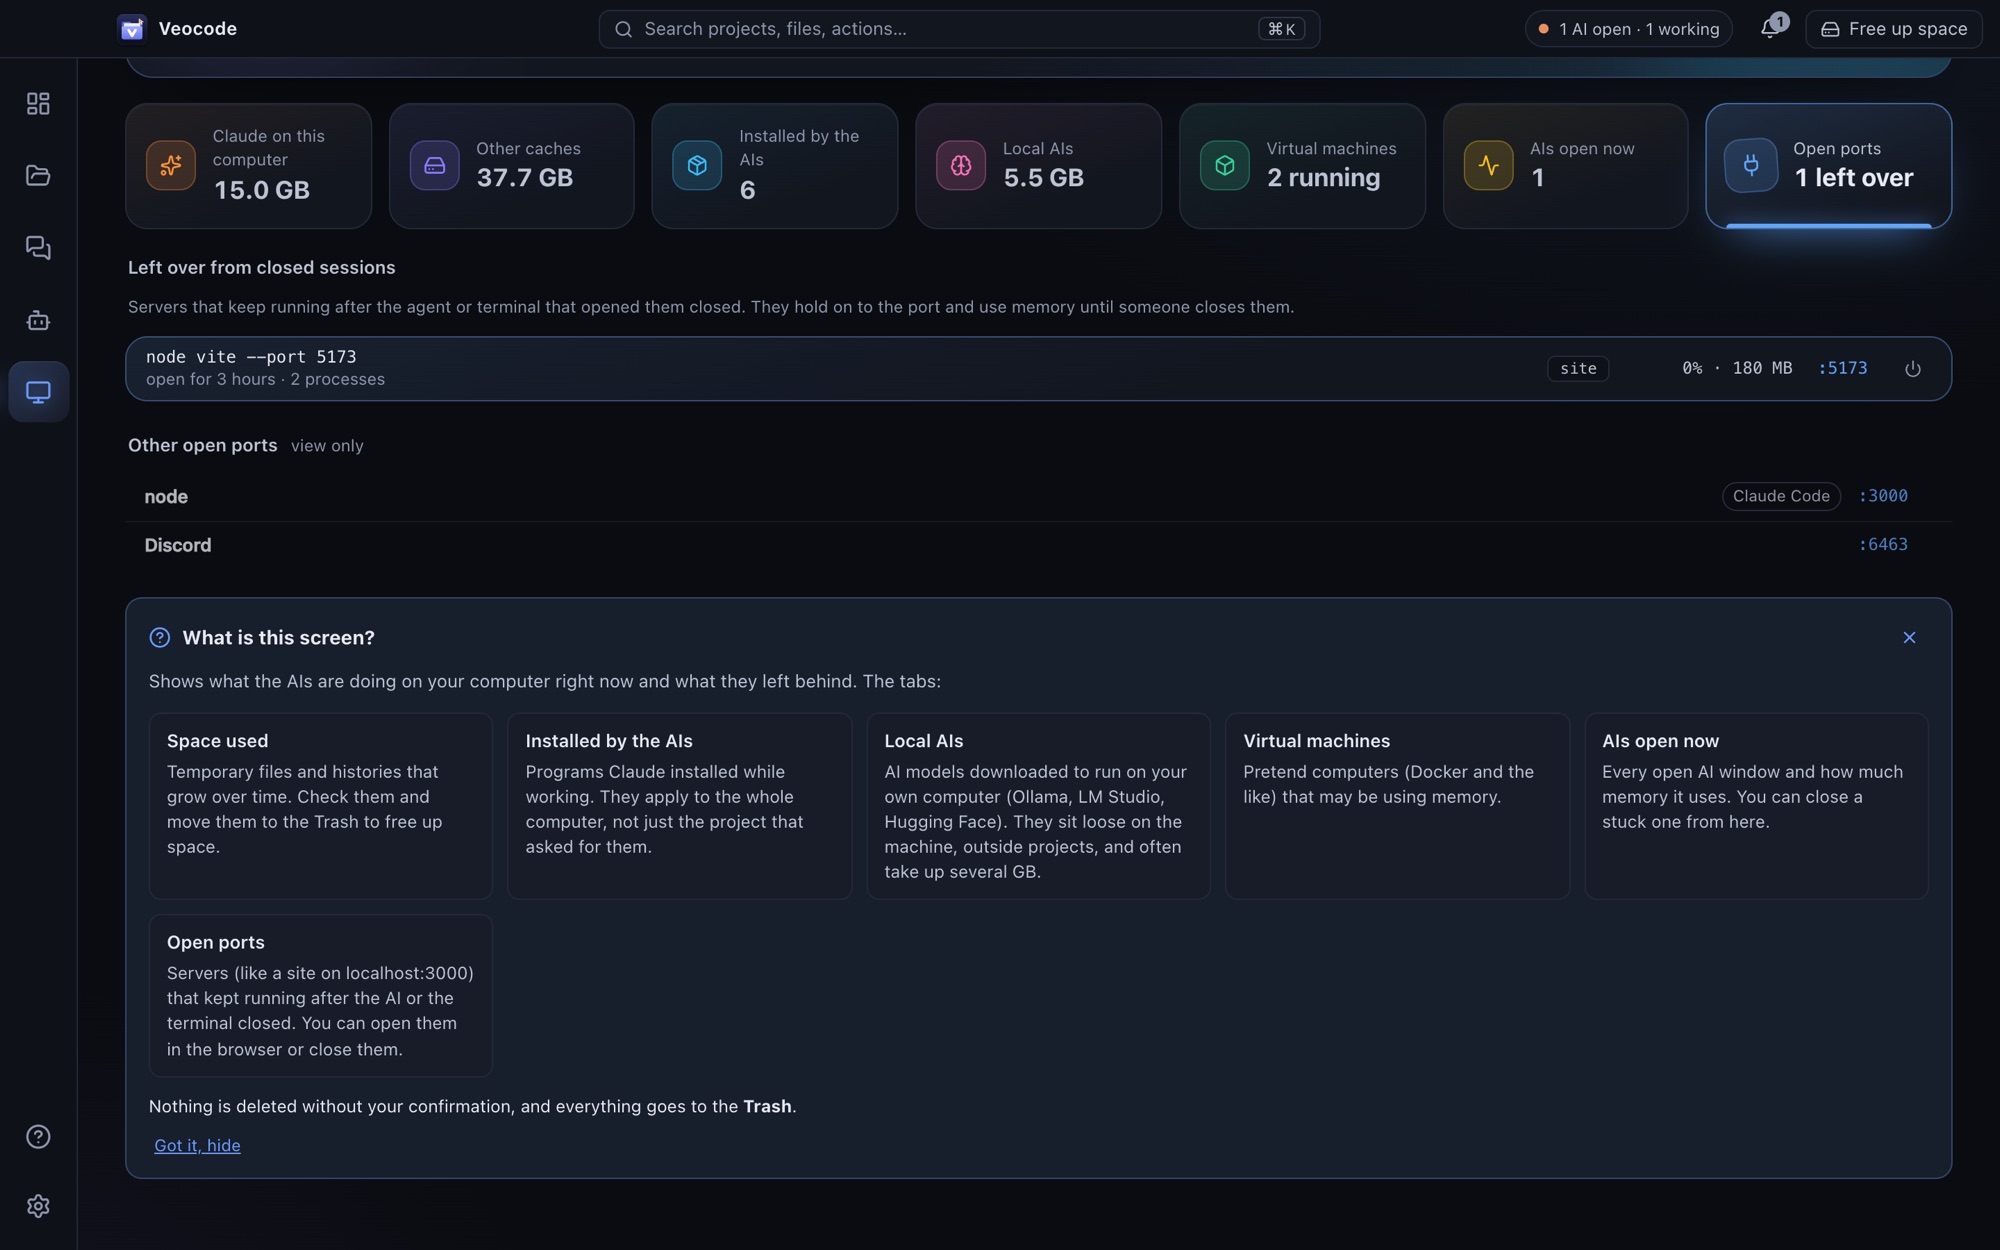 Veocode
Search projects, files, actions...
⌘K
1 AI open · 1 working
1
Free up space
Claude on this
computer
15.0 GB
Other caches
37.7 GB
Installed by the
AIs
6
Local AIs
5.5 GB
Virtual machines
2 running
AIs open now
1
Open ports
1 left over
Left over from closed sessions
Servers that keep running after the agent or terminal that opened them closed. They hold on to the port and use memory until someone closes them.
node vite --port 5173
open for 3 hours · 2 processes
site
0% · 180 MB
:5173
Other open ports view only
node
Claude Code
:3000
Discord
:6463
What is this screen?
Shows what the AIs are doing on your computer right now and what they left behind. The tabs:
Space used
Temporary files and histories that
grow over time. Check them and
move them to the Trash to free up
space.
Installed by the AIs
Programs Claude installed while
working. They apply to the whole
computer, not just the project that
asked for them.
Local AIs
AI models downloaded to run on your
own computer (Ollama, LM Studio,
Hugging Face). They sit loose on the
machine, outside projects, and often
take up several GB.
Virtual machines
Pretend computers (Docker and the
like) that may be using memory.
AIs open now
Every open AI window and how much
memory it uses. You can close a
stuck one from here.
Open ports
Servers (like a site on localhost:3000)
that kept running after the AI or the
terminal closed. You can open them
in the browser or close them.
Nothing is deleted without your confirmation, and everything goes to the Trash.
Got it, hide